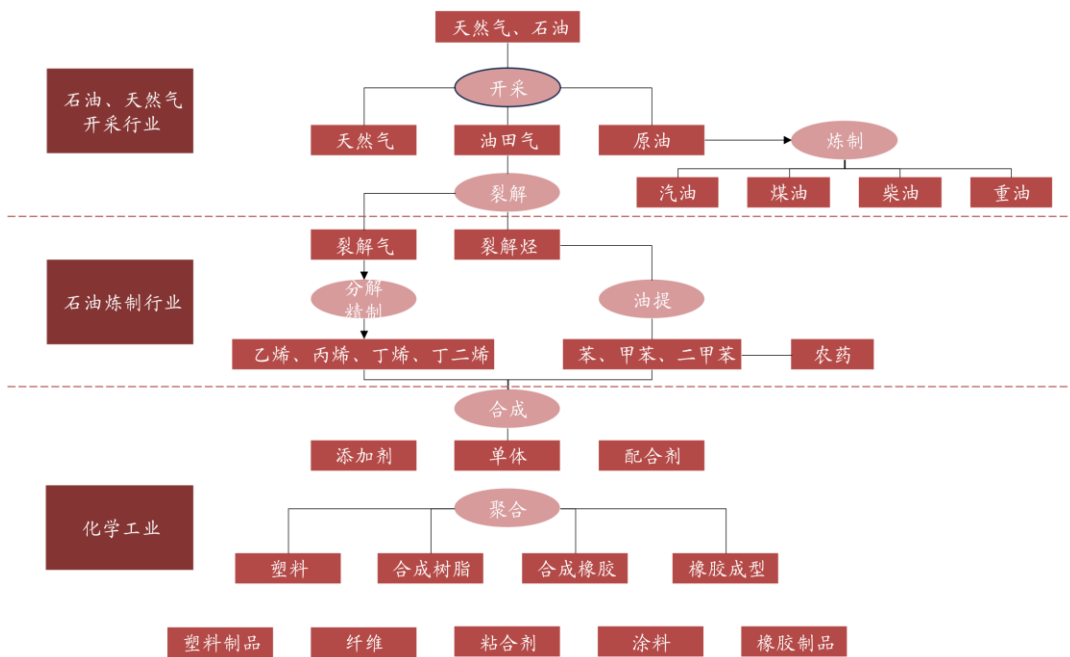 天然气、石油
石油、天然气
开采行业
开采
天然气
油田气
原油
炼制
裂解
汽油
煤油
柴油
重油
裂解气
裂解烃
石油炼制行业
分解
精制
油提
乙烯、丙烯、丁烯、丁二烯
苯、甲苯、二甲苯
农药
合成
添加剂
单体
配合剂
化学工业
聚合
塑料
合成树脂
合成橡胶
橡胶成型
塑料制品
纤维
粘合剂
涂料
橡胶制品